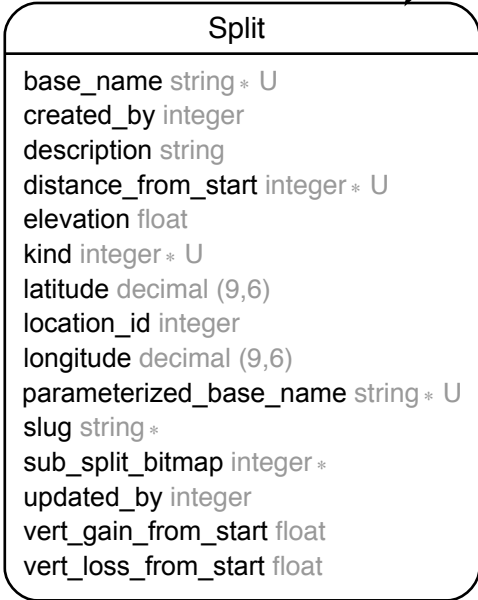 Split
base_name string * U
created_by integer
description string
distance_from_start integer * U
elevation float
kind integer * U
latitude decimal (9,6)
location_id integer
longitude decimal (9,6)
parameterized_base_name string * U
slug string *
sub_split_bitmap integer *
updated_by integer
vert_gain_from_start float
vert_loss_from_start float